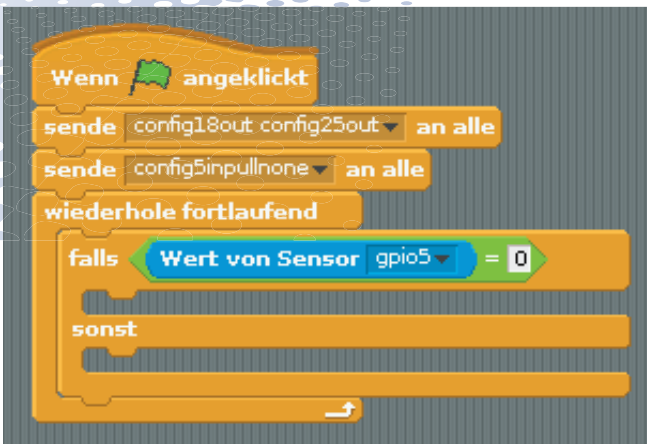 Wenn angeklickt
sende config18out config25out an alle
sende config5inpullnone an alle
wiederhole fortlaufend
falls Wert von Sensor gpio5 = 0
sonst